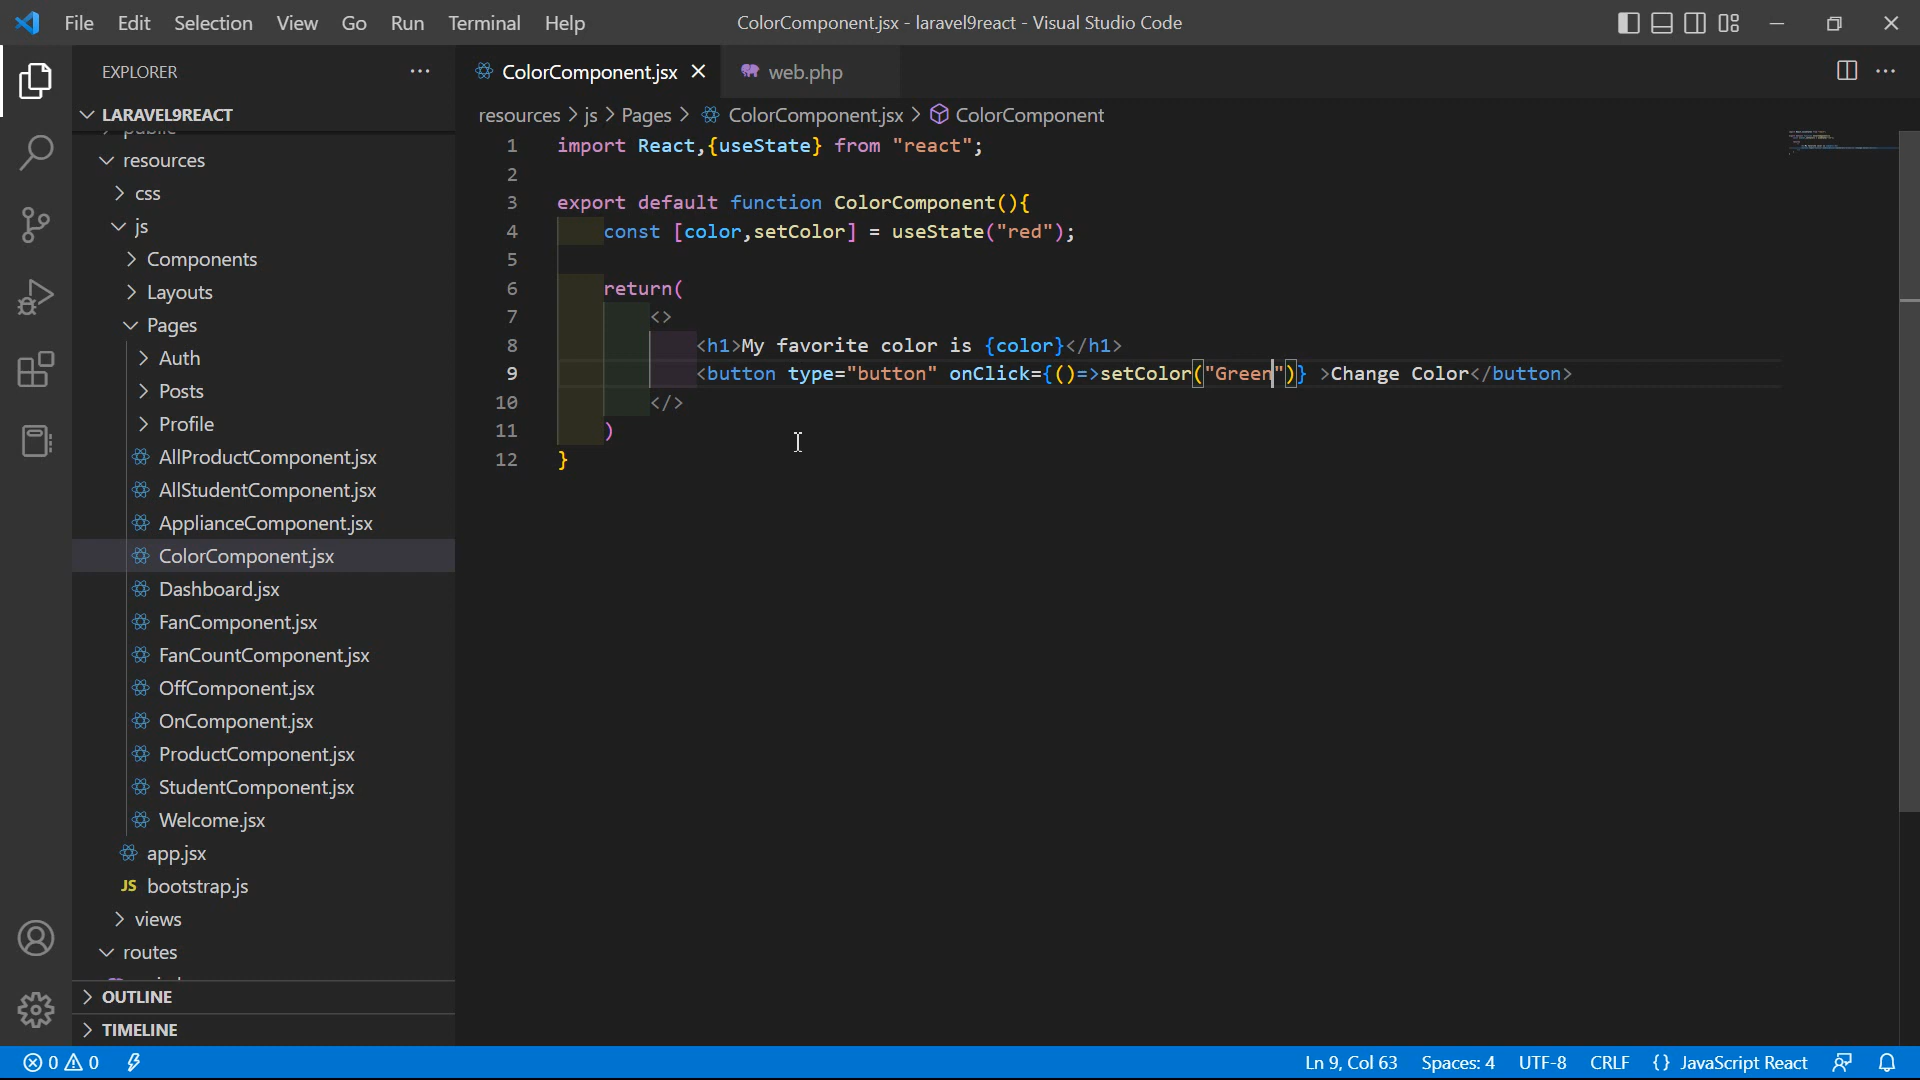 File Edit Selection View Go Run Terminal Help
ColorComponent.jsx - laravel9react - Visual Studio Code
EXPLORER
LARAVEL9REACT
public
resources
css
js
Components
Layouts
Pages
Auth
Posts
Profile
AllProductComponent.jsx
AllStudentComponent.jsx
ApplianceComponent.jsx
ColorComponent.jsx
Dashboard.jsx
FanComponent.jsx
FanCountComponent.jsx
OffComponent.jsx
OnComponent.jsx
ProductComponent.jsx
StudentComponent.jsx
Welcome.jsx
app.jsx
JS bootstrap.js
views
routes
OUTLINE
TIMELINE
ColorComponent.jsx web.php
resources > js > Pages > ColorComponent.jsx > ColorComponent
1 import React,{useState} from "react";
2
3 export default function ColorComponent(){
4 const [color,setColor] = useState("red");
5
6 return(
7 <>
8 <h1>My favorite color is {color}</h1>
9 <button type="button" onClick={()=>setColor("Green")} >Change Color</button>
10 </>
11 )
12 }
0 0 Ln 9, Col 63 Spaces: 4 UTF-8 CRLF {} JavaScript React